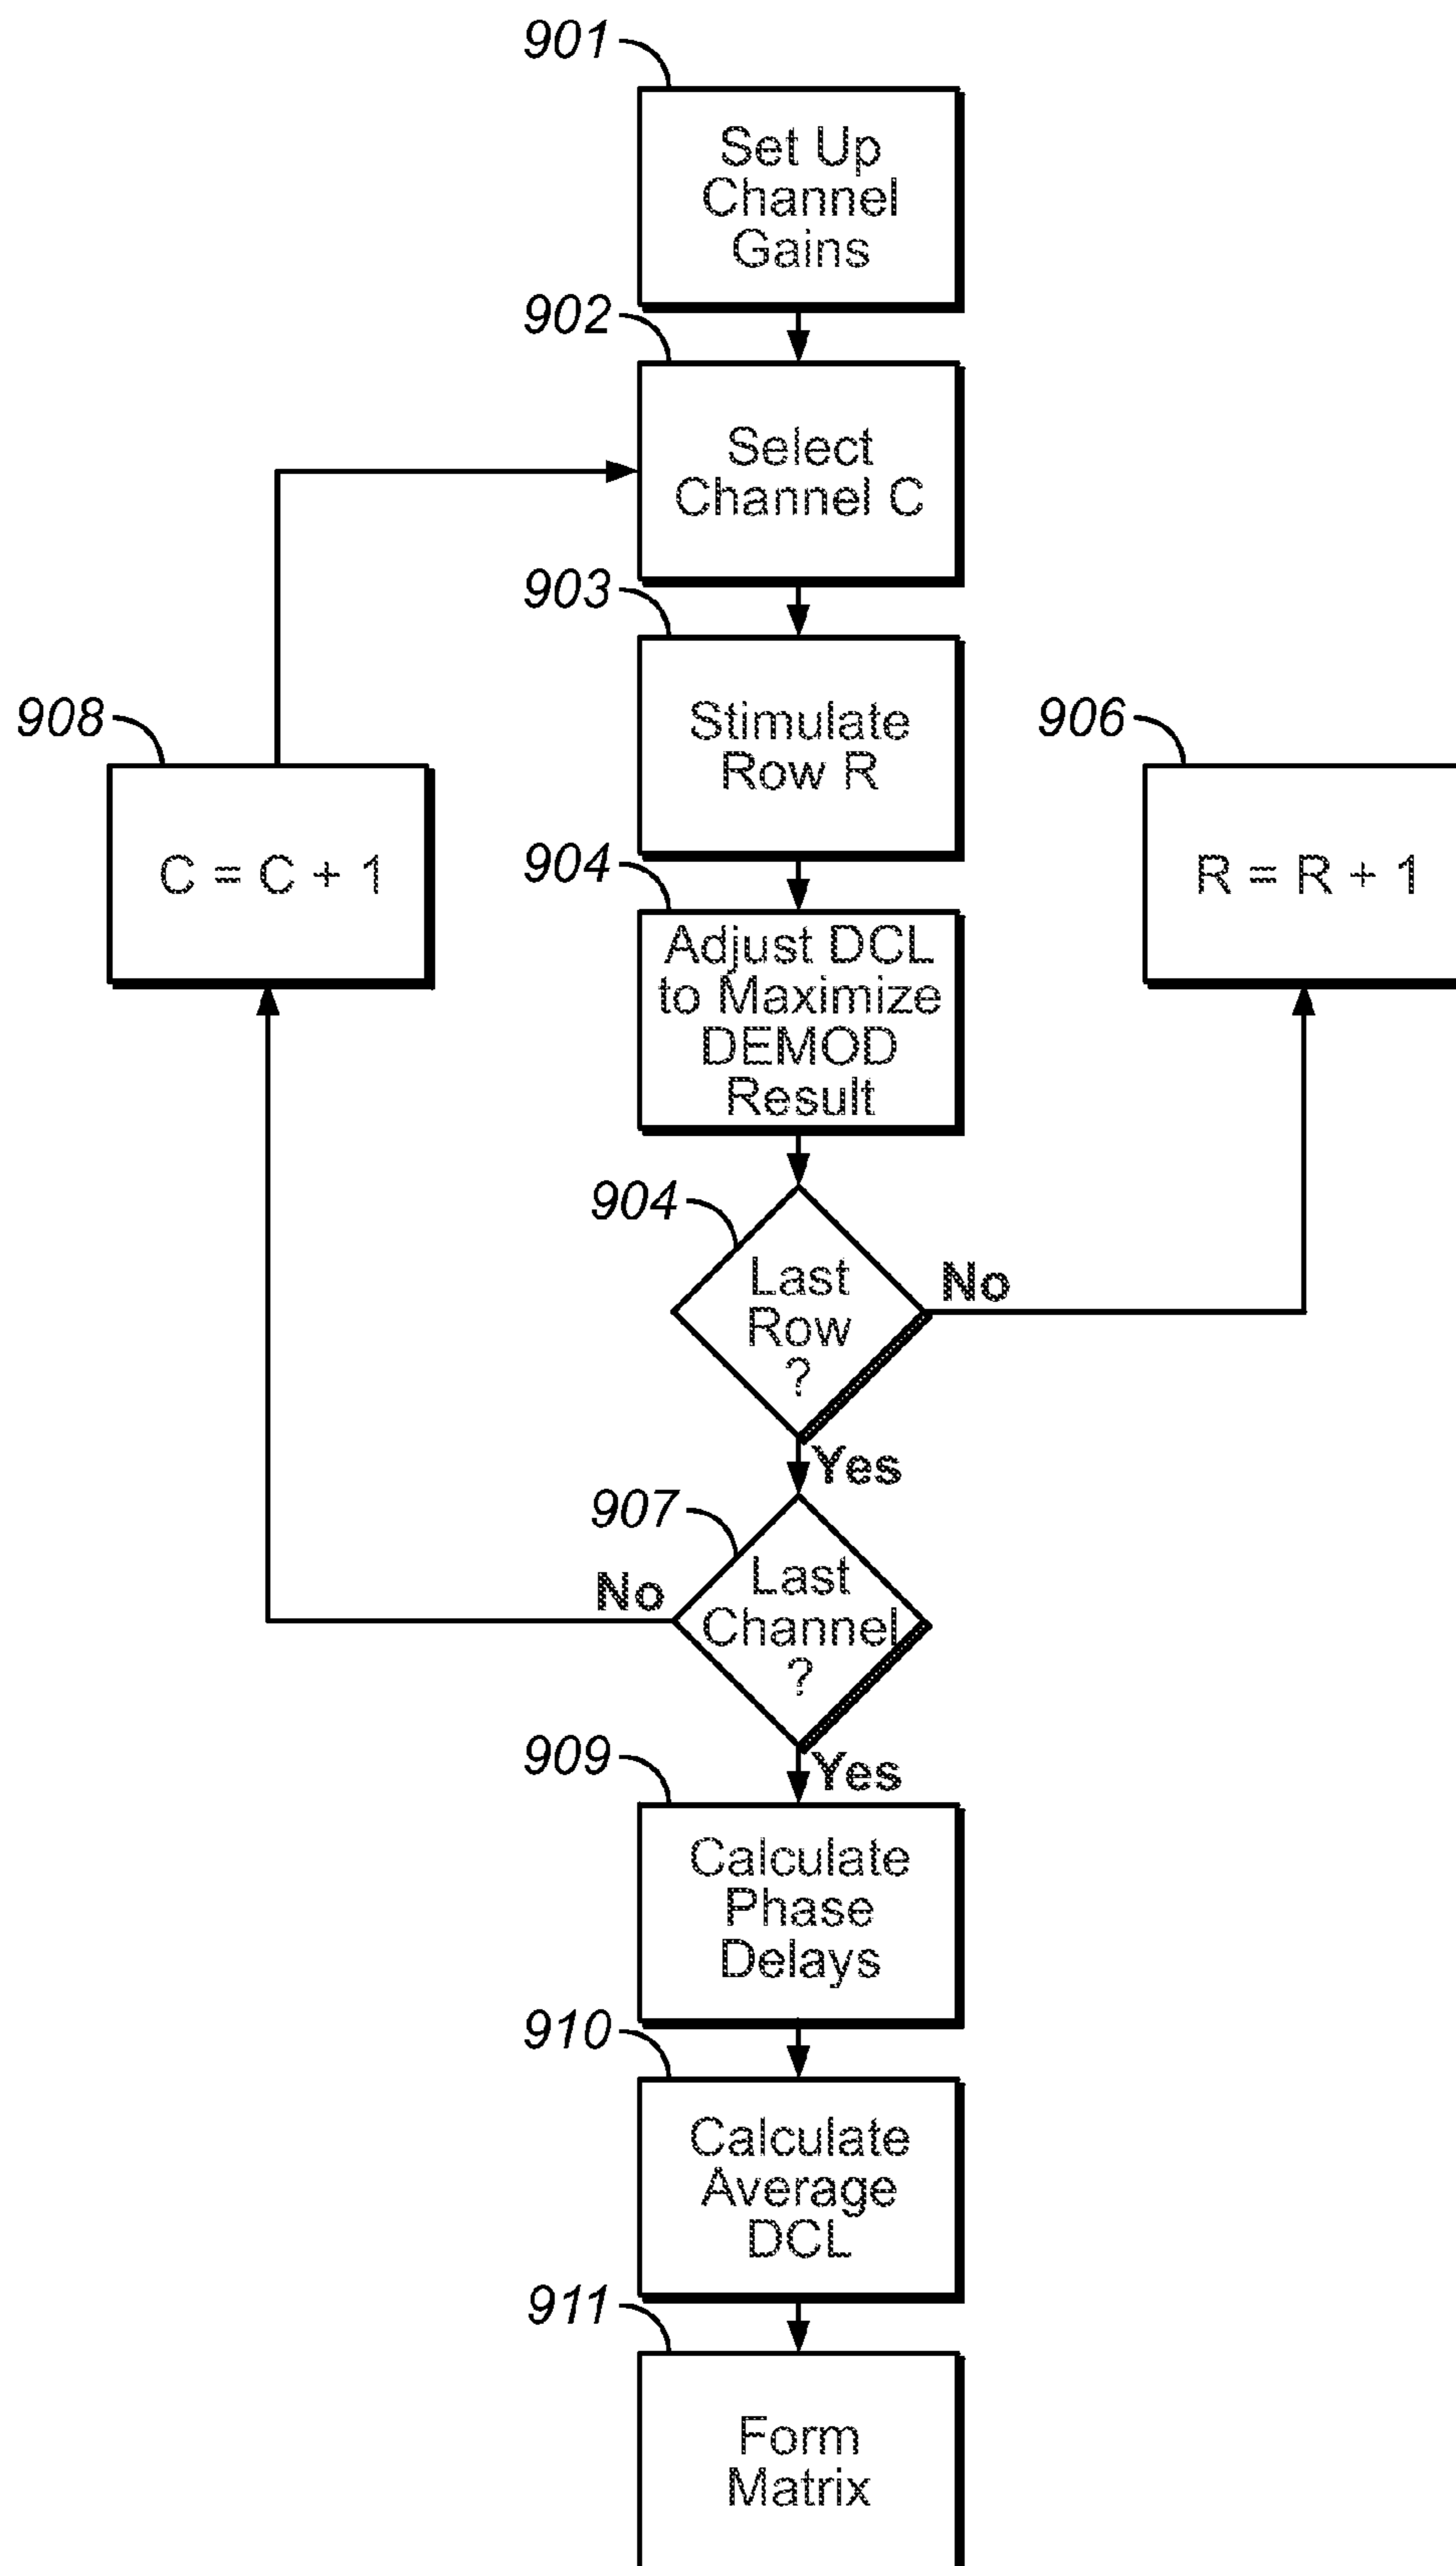 901
Set Up
Channel
Gains
902
Select
Channel C
903
Stimulate
Row R
908
C = C + 1
906
R = R + 1
904
Adjust DCL
to Maximize
DEMOD
Result
904
Last
Row
?
No
Yes
907
Last
Channel
?
No
Yes
909
Calculate
Phase
Delays
910
Calculate
Average
DCL
911
Form
Matrix